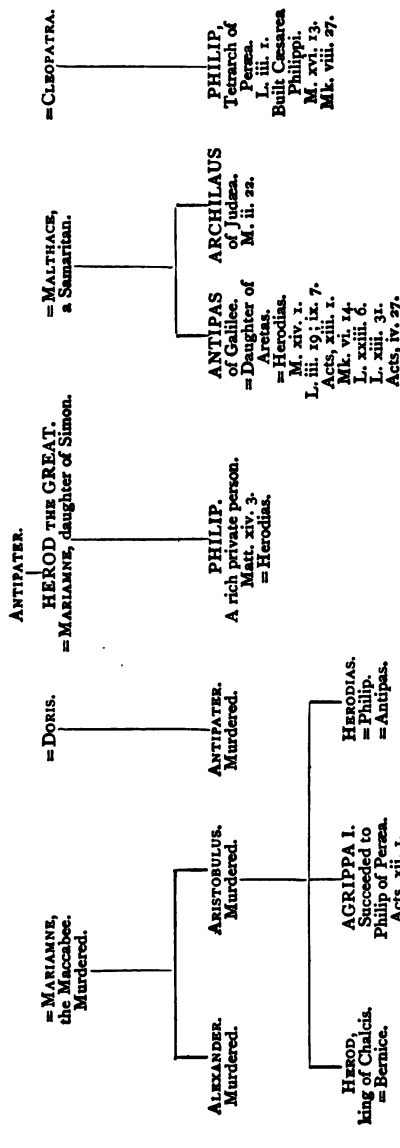 ANTIPATER.
HEROD THE GREAT.
=MARIAMNE,
the Maccabee.
Murdered.
=DORIS.
=MARIAMNE, daughter of Simon.
=MALTHACE,
a Samaritan.
=CLEOPATRA.
ALEXANDER.
Murdered.
ARISTOBULUS.
Murdered.
ANTIPATER.
Murdered.
PHILIP.
A rich private person.
Matt. xiv. 3.
=Herodias.
ANTIPAS
of Galilee.
=Daughter of
Aretas.
=Herodias.
M. xiv. 1.
L. iii. 19; ix. 7.
Acts, xiii. 1.
Mk. vi. 14.
L. xxiii. 6.
L. xiii. 31.
Acts, iv. 27.
ARCHILAUS
of Judæa.
M. ii. 22.
PHILIP,
Tetrarch of
Peræa.
L. iii. 1.
Built Cæsarea
Philippi.
M. xvi. 13.
Mk. viii. 27.
HEROD,
king of Chalcis.
=Bernice.
AGRIPPA I.
Succeeded to
Philip of Peræa.
Acts, xii. 1.
HERODIAS.
=Philip.
=Antipas.